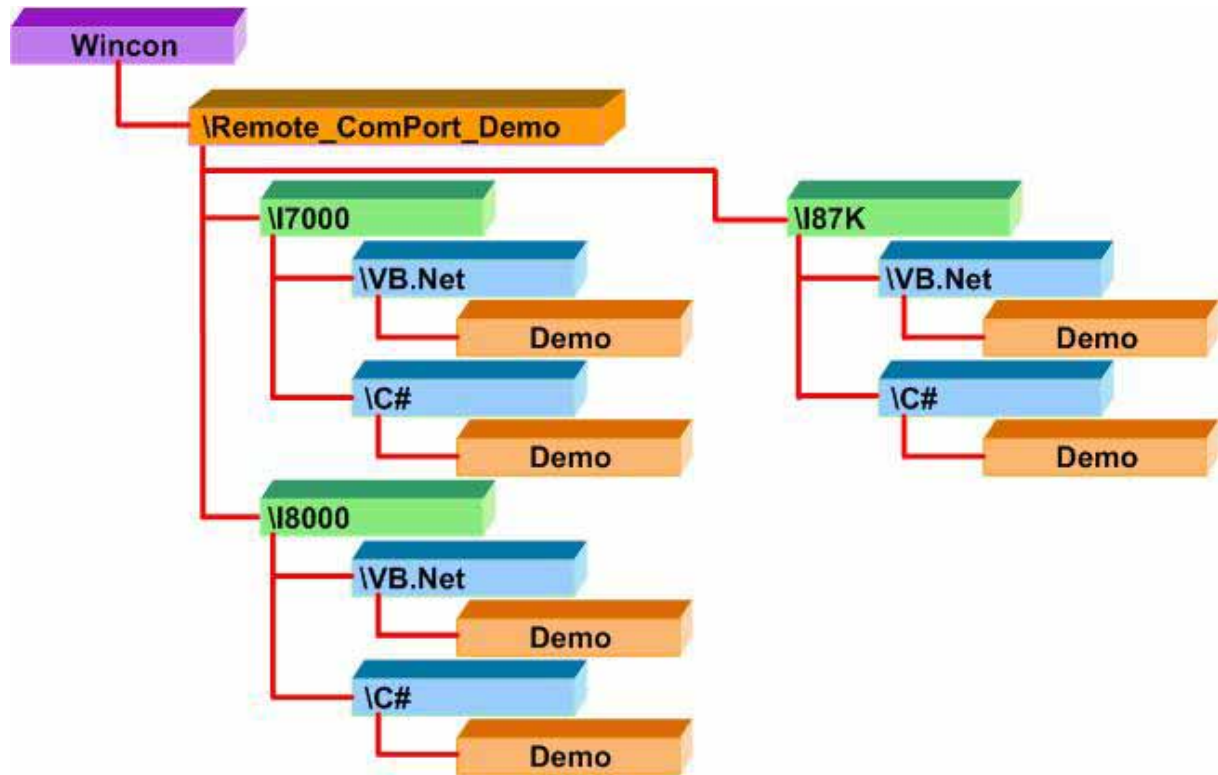 Wincon
\Remote_ComPort_Demo
\I7000
\VB.Net
Demo
\C#
Demo
\I8000
\VB.Net
Demo
\C#
Demo
\I87K
\VB.Net
Demo
\C#
Demo